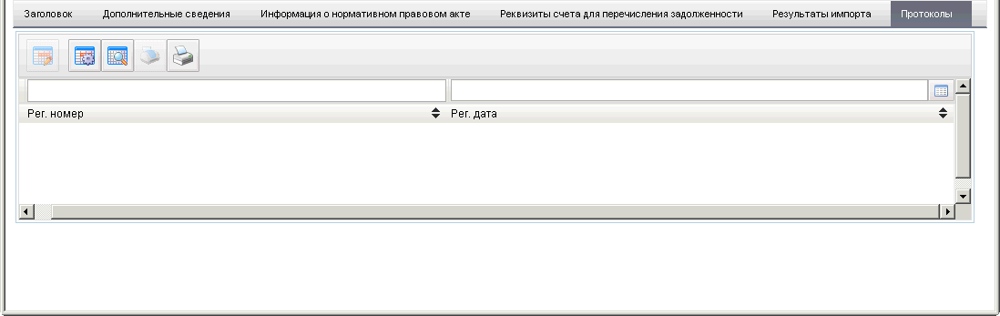 Заголовок Дополнительные сведения Информация о нормативном правовом акте Реквизиты счета для перечисления задолженности Результаты импорта Протоколы
Рег. номер Рег. дата